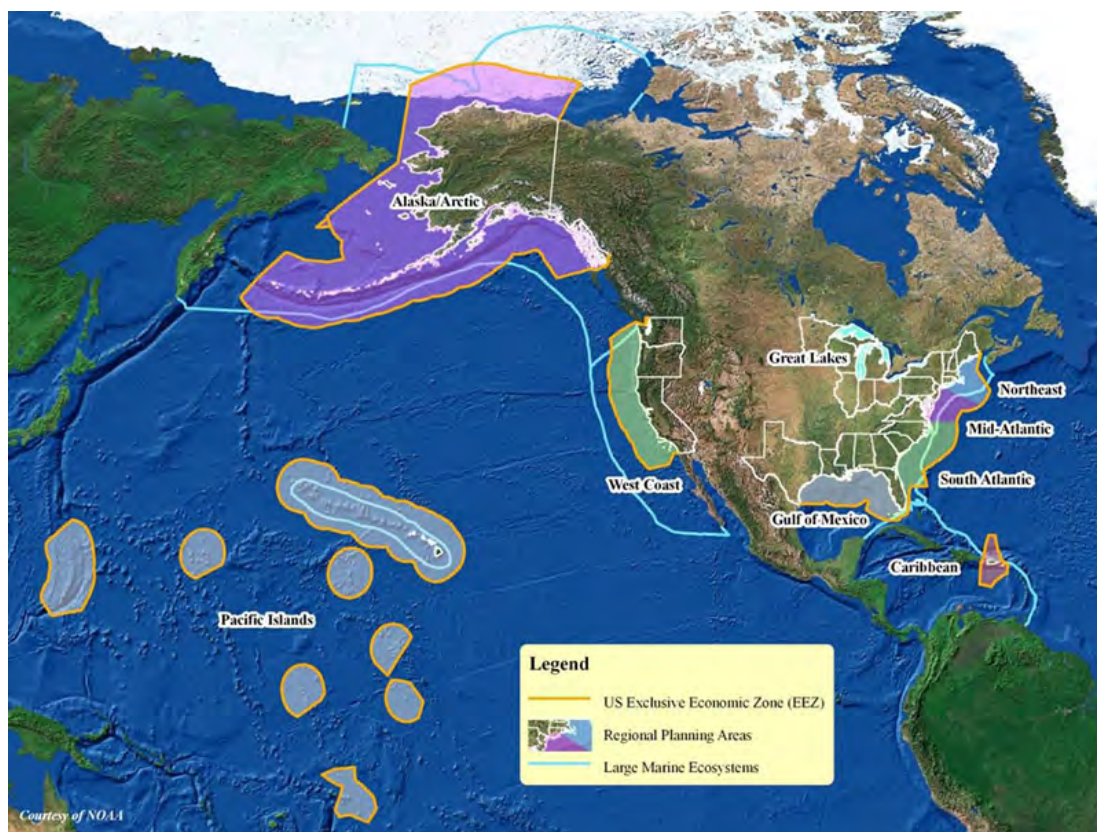 Alaska/Arctic
Great Lakes
Northeast
Mid-Atlantic
West Coast
South Atlantic
Gulf of Mexico
Caribbean
Pacific Islands
Legend
US Exclusive Economic Zone (EEZ)
Regional Planning Areas
Large Marine Ecosystems
Courtesy of NOAA